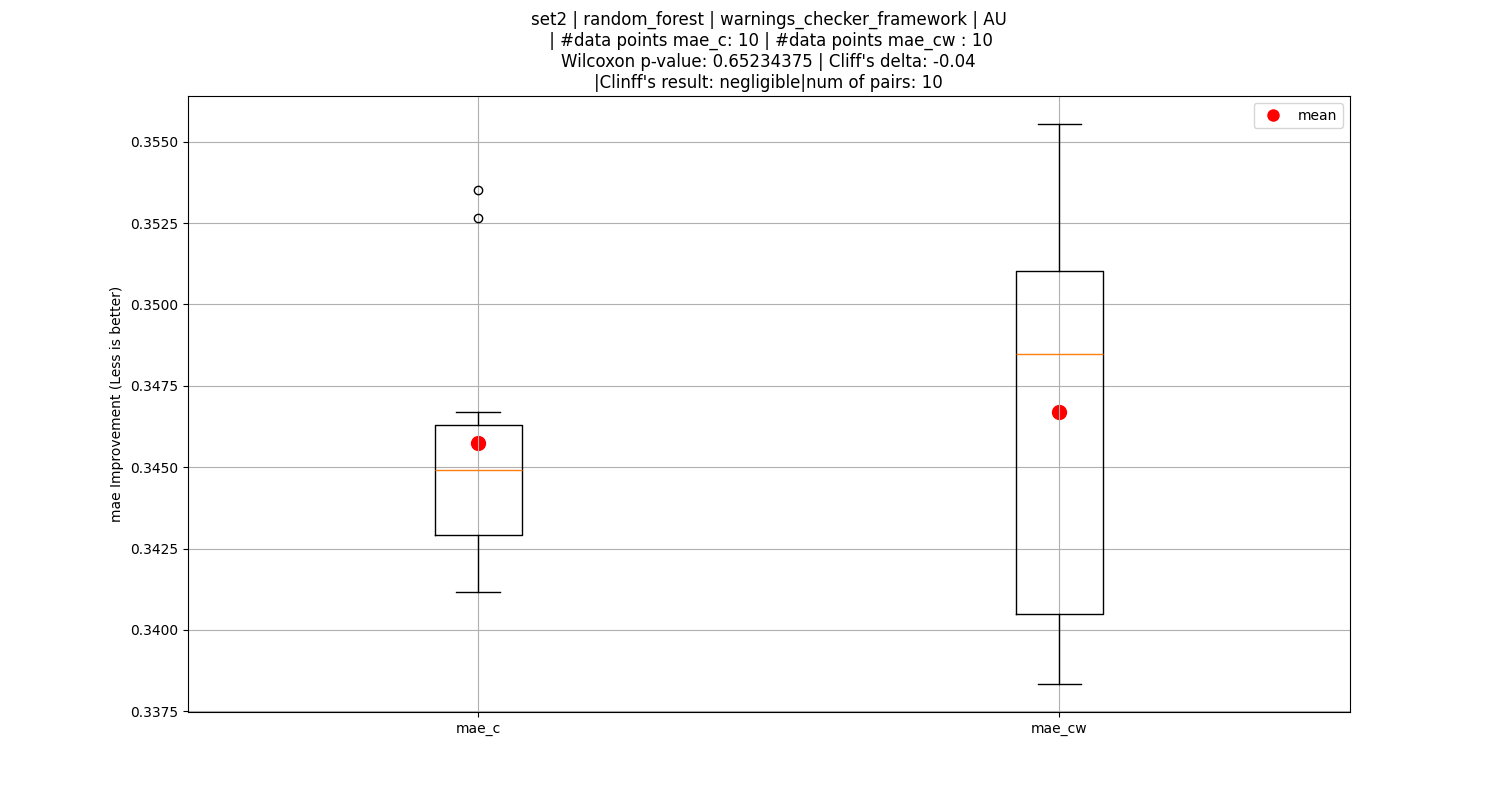 set2 | random_forest | warnings_checker_framework | AU
| #data points mae_c: 10 | #data points mae_cw : 10
Wilcoxon p-value: 0.65234375 | Cliff's delta: -0.04
|Clinff's result: negligible|num of pairs: 10
mean
mae Improvement (Less is better)
0.3550
0.3525
0.3500
0.3475
0.3450
0.3425
0.3400
0.3375
mae_c
mae_cw